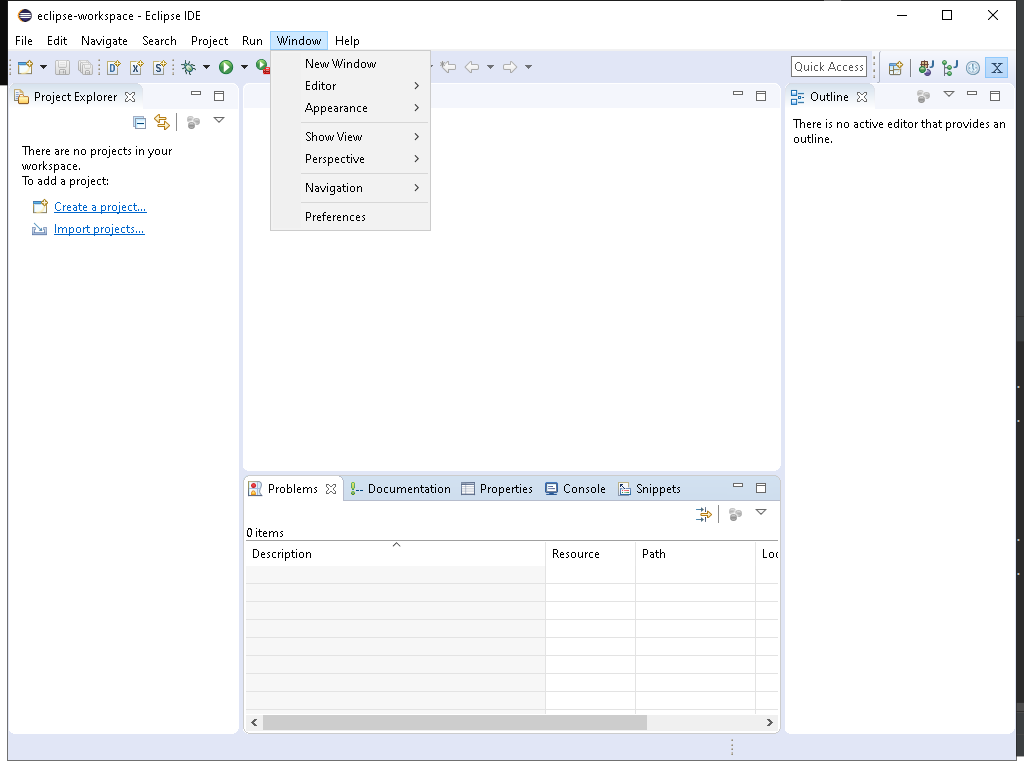 eclipse-workspace - Eclipse IDE
File Edit Navigate Search Project Run Window Help
New Window
Editor
Appearance
Show View
Perspective
Navigation
Preferences
Quick Access
Project Explorer
There are no projects in your
workspace.
To add a project:
Create a project...
Import projects...
Outline
There is no active editor that provides an
outline.
Problems Documentation Properties Console Snippets
0 items
Description Resource Path Loc